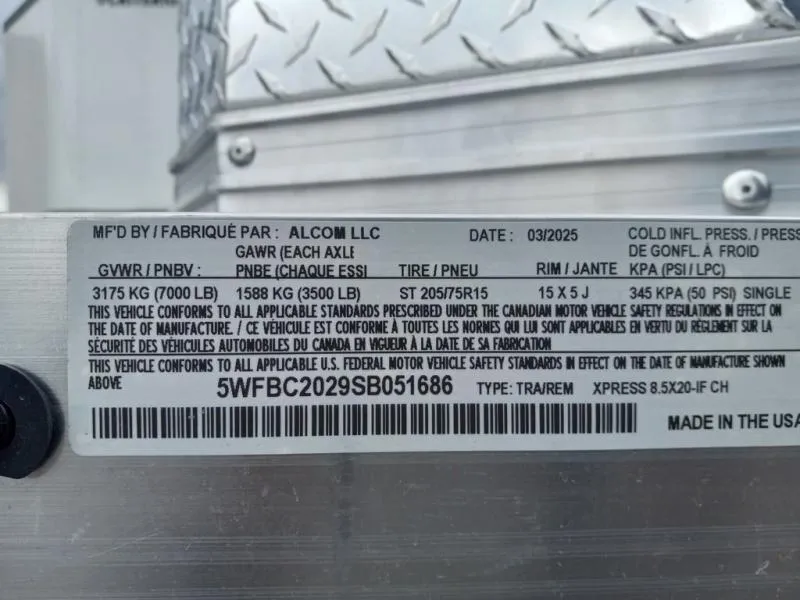 MF'D BY / FABRIQUÉ PAR : ALCOM LLC DATE : 03/2025 COLD INFL. PRESS. / PRESS
GAWR (EACH AXLE DE GONFL. À FROID
GVWR / PNBV : PNBE (CHAQUE ESSI TIRE / PNEU RIM / JANTE KPA (PSI / LPC)
3175 KG (7000 LB) 1588 KG (3500 LB) ST 205/75R15 15 X 5 J 345 KPA (50 PSI) SINGLE
THIS VEHICLE CONFORMS TO ALL APPLICABLE STANDARDS PRESCRIBED UNDER THE CANADIAN MOTOR VEHICLE SAFETY REGULATIONS IN EFFECT ON
THE DATE OF MANUFACTURE. / CE VÉHICULE EST CONFORME À TOUTES LES NORMES QUI LUI SONT APPLICABLES EN VERTU DU RÈGLEMENT SUR LA
SÉCURITÉ DES VÉHICULES AUTOMOBILES DU CANADA EN VIGUEUR À LA DATE DE SA FABRICATION
THIS VEHICLE CONFORMS TO ALL APPLICABLE U.S. FEDERAL MOTOR VEHICLE SAFETY STANDARDS IN EFFECT ON THE DATE OF MANUFACTURE SHOWN
ABOVE 5WFBC2029SB051686 TYPE: TRA/REM XPRESS 8.5X20-IF CH
MADE IN THE USA